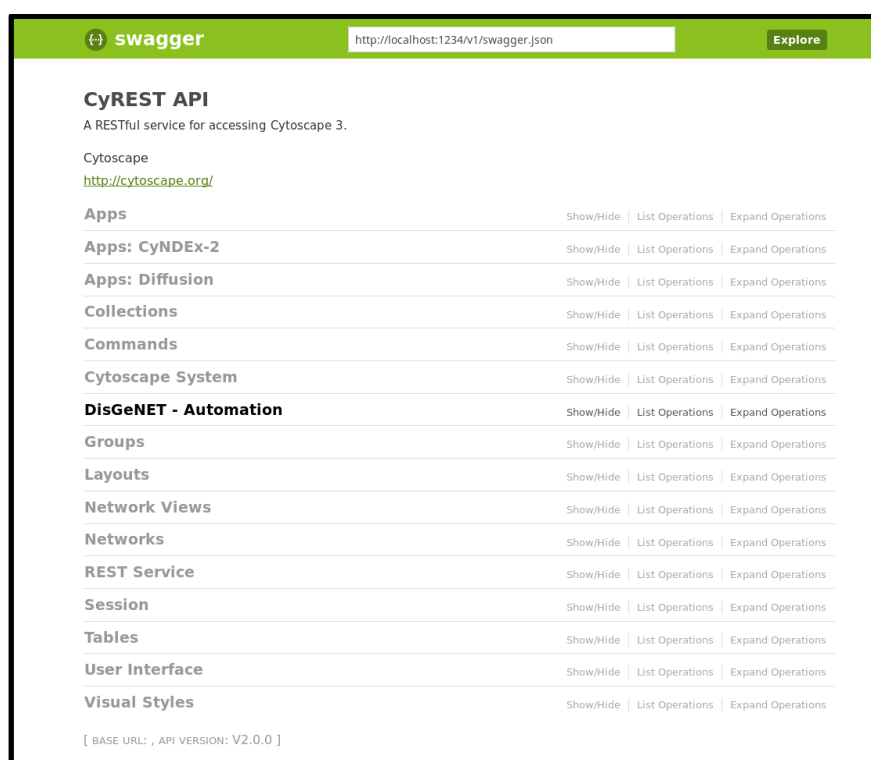 {···} swagger http://localhost:1234/v1/swagger.json Explore
CyREST API
A RESTful service for accessing Cytoscape 3.
Cytoscape
http://cytoscape.org/
Apps Show/Hide List Operations Expand Operations
Apps: CyNDEx-2 Show/Hide List Operations Expand Operations
Apps: Diffusion Show/Hide List Operations Expand Operations
Collections Show/Hide List Operations Expand Operations
Commands Show/Hide List Operations Expand Operations
Cytoscape System Show/Hide List Operations Expand Operations
DisGeNET - Automation Show/Hide List Operations Expand Operations
Groups Show/Hide List Operations Expand Operations
Layouts Show/Hide List Operations Expand Operations
Network Views Show/Hide List Operations Expand Operations
Networks Show/Hide List Operations Expand Operations
REST Service Show/Hide List Operations Expand Operations
Session Show/Hide List Operations Expand Operations
Tables Show/Hide List Operations Expand Operations
User Interface Show/Hide List Operations Expand Operations
Visual Styles Show/Hide List Operations Expand Operations
[ BASE URL: , API VERSION: V2.0.0 ]